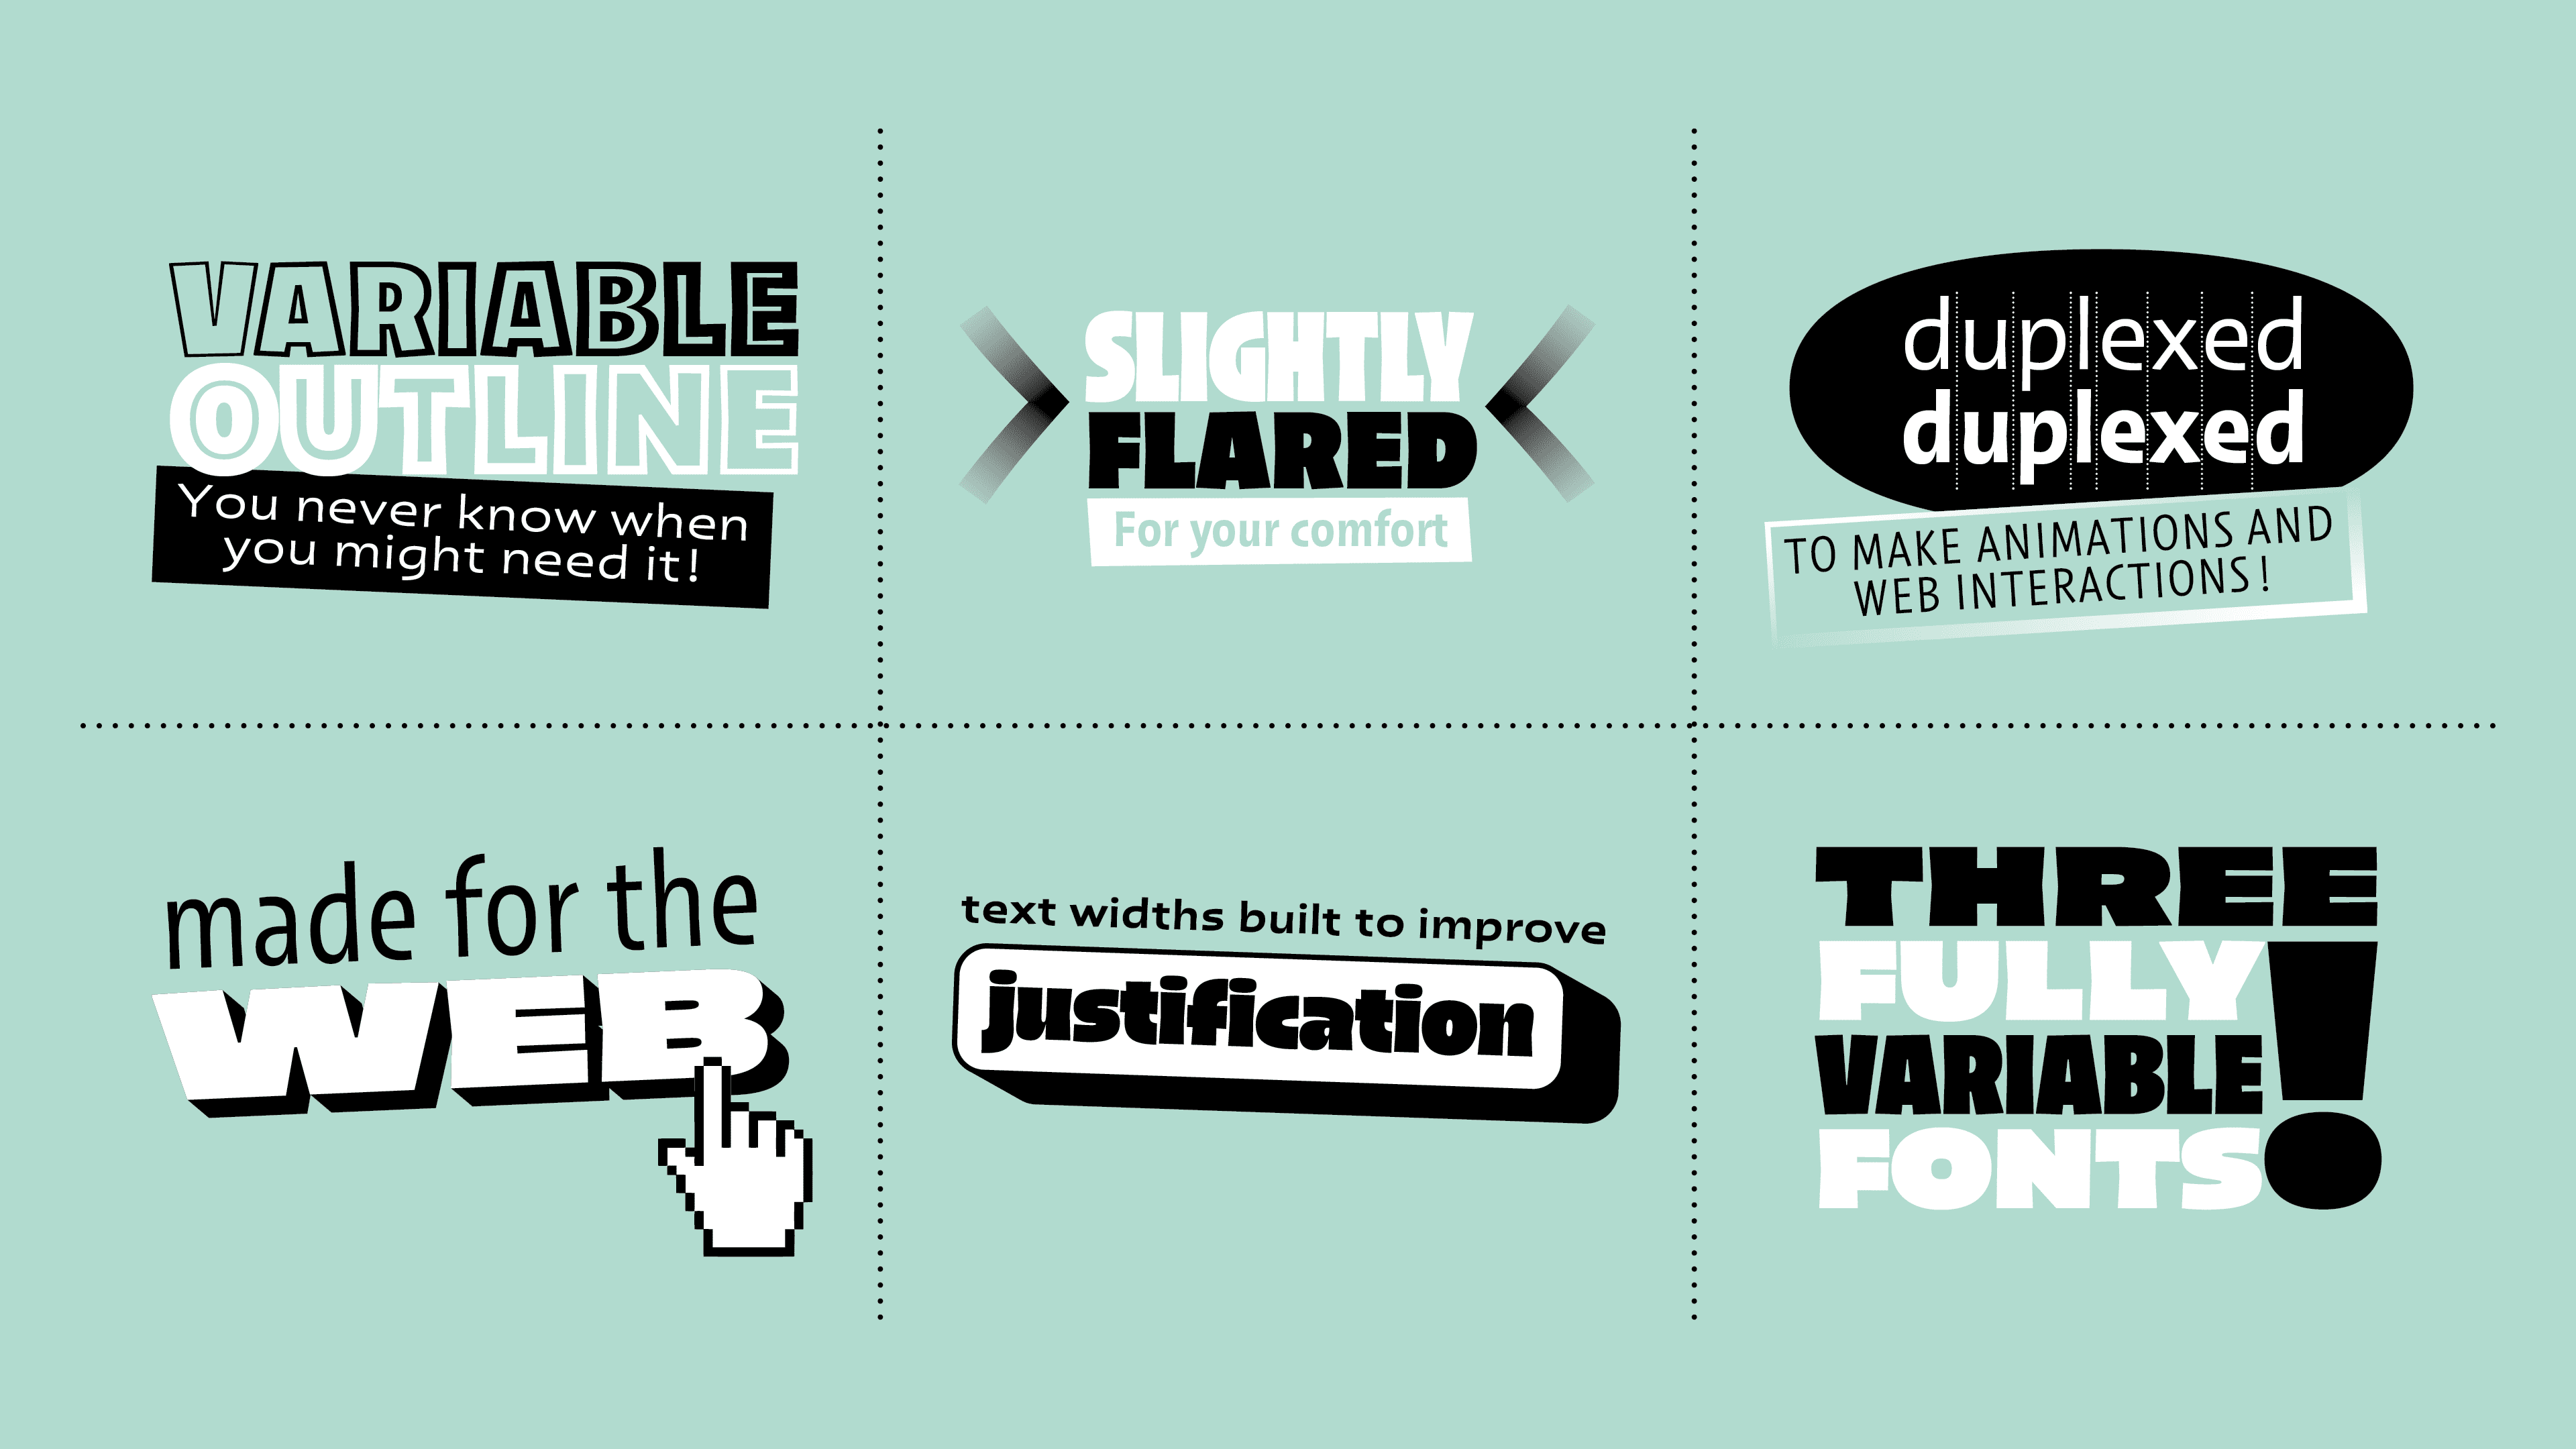 VARIABLE
OUTLINE
You never know when
you might need it!
SLIGHTLY
FLARED
For your comfort
duplexed
duplexed
TO MAKE ANIMATIONS AND
WEB INTERACTIONS !
made for the
WEB
text widths built to improve
justification
THREE
FULLY
VARIABLE
FONTS!